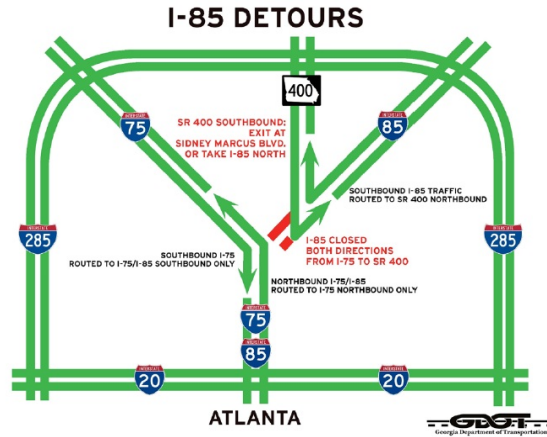 I-85 DETOURS
400
75
SR 400 SOUTHBOUND:
EXIT AT
SIDNEY MARCUS BLVD.
OR TAKE I-85 NORTH
85
SOUTHBOUND I-85 TRAFFIC
ROUTED TO SR 400 NORTHBOUND
285
285
I-85 CLOSED
BOTH DIRECTIONS
FROM I-75 TO SR 400
SOUTHBOUND I-75
ROUTED TO I-75/I-85 SOUTHBOUND ONLY
NORTHBOUND I-75/I-85
ROUTED TO I-75 NORTHBOUND ONLY
75
85
20
20
ATLANTA
GDOT
Georgia Department of Transportation